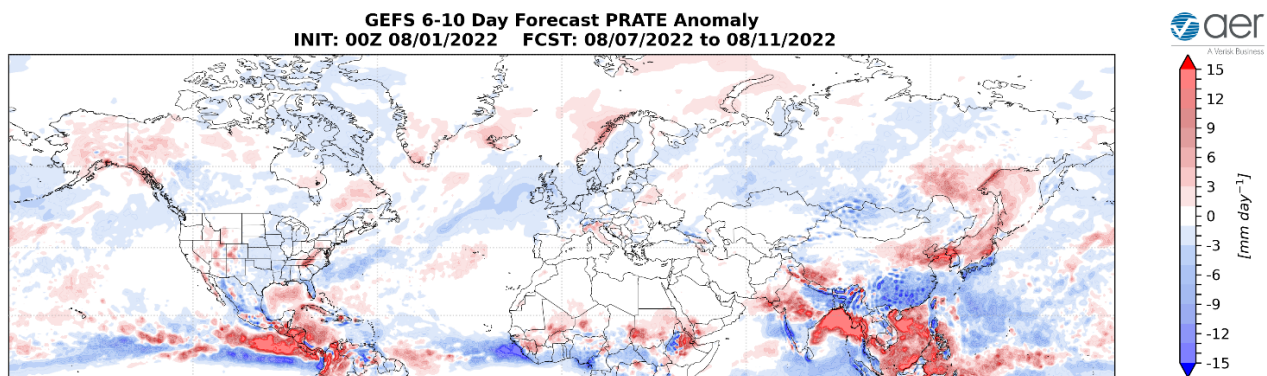 GEFS 6-10 Day Forecast PRATE Anomaly
INIT: 00Z 08/01/2022 FCST: 08/07/2022 to 08/11/2022
aer
A Verisk Business
15
12
9
6
3
0
-3
-6
-9
-12
-15
[mm day⁻¹]